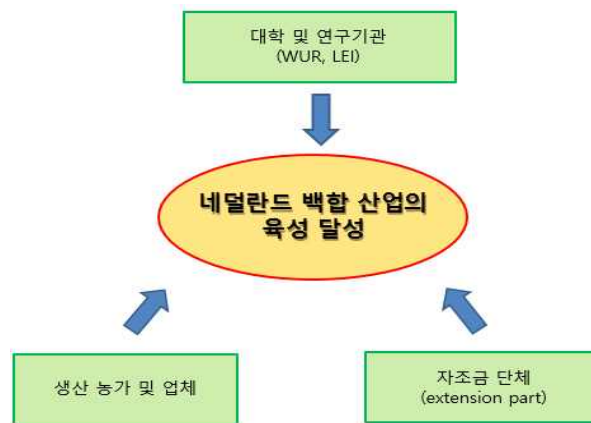 대학 및 연구기관
(WUR, LEI)
네덜란드 백합 산업의
육성 달성
생산 농가 및 업체
자조금 단체
(extension part)